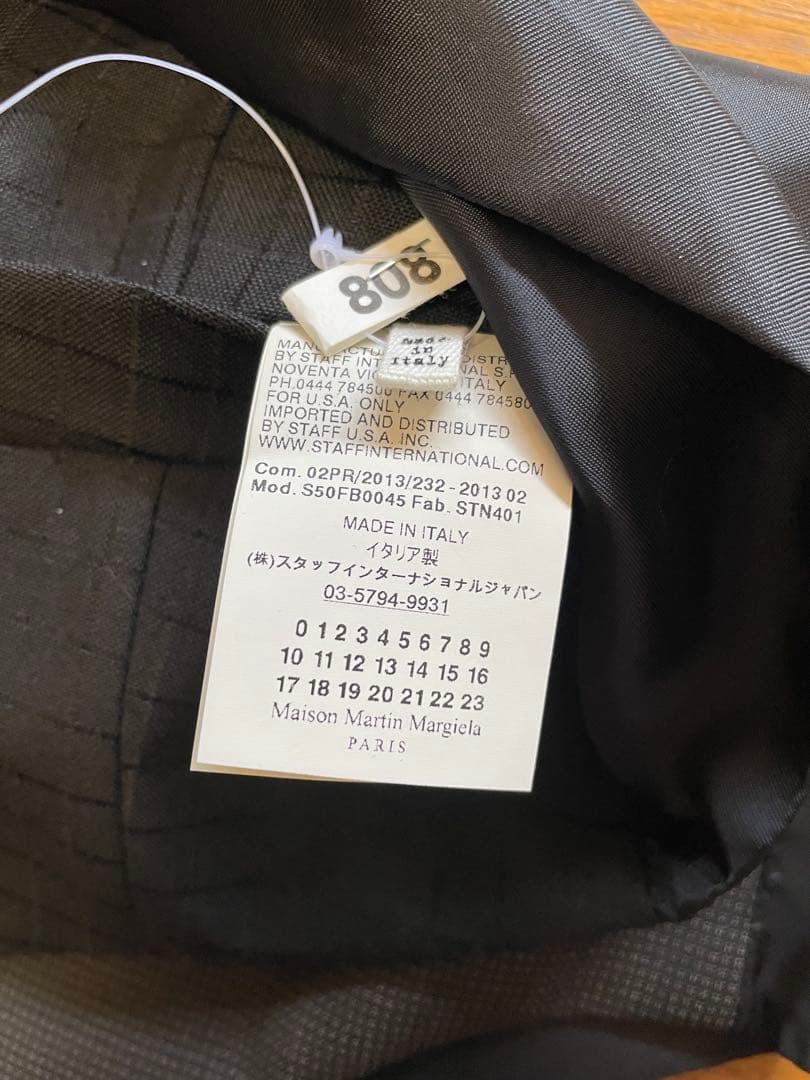 808
made
in
italy
BY STAFF
NOVENTA ITALY
PH.0444 784500 FAX 0444 784580
FOR U.S.A. ONLY
IMPORTED AND DISTRIBUTED
BY STAFF U.S.A. INC.
WWW.STAFFINTERNATIONAL.COM
Com. 02PR/2013/232 - 2013 02
Mod. S50FB0045 Fab. STN401
MADE IN ITALY
イタリア製
(株)スタッフインターナショナルジャパン
03-5794-9931
0 1 2 3 4 5 6 7 8 9
10 11 12 13 14 15 16
17 18 19 20 21 22 23
Maison Martin Margiela
PARIS